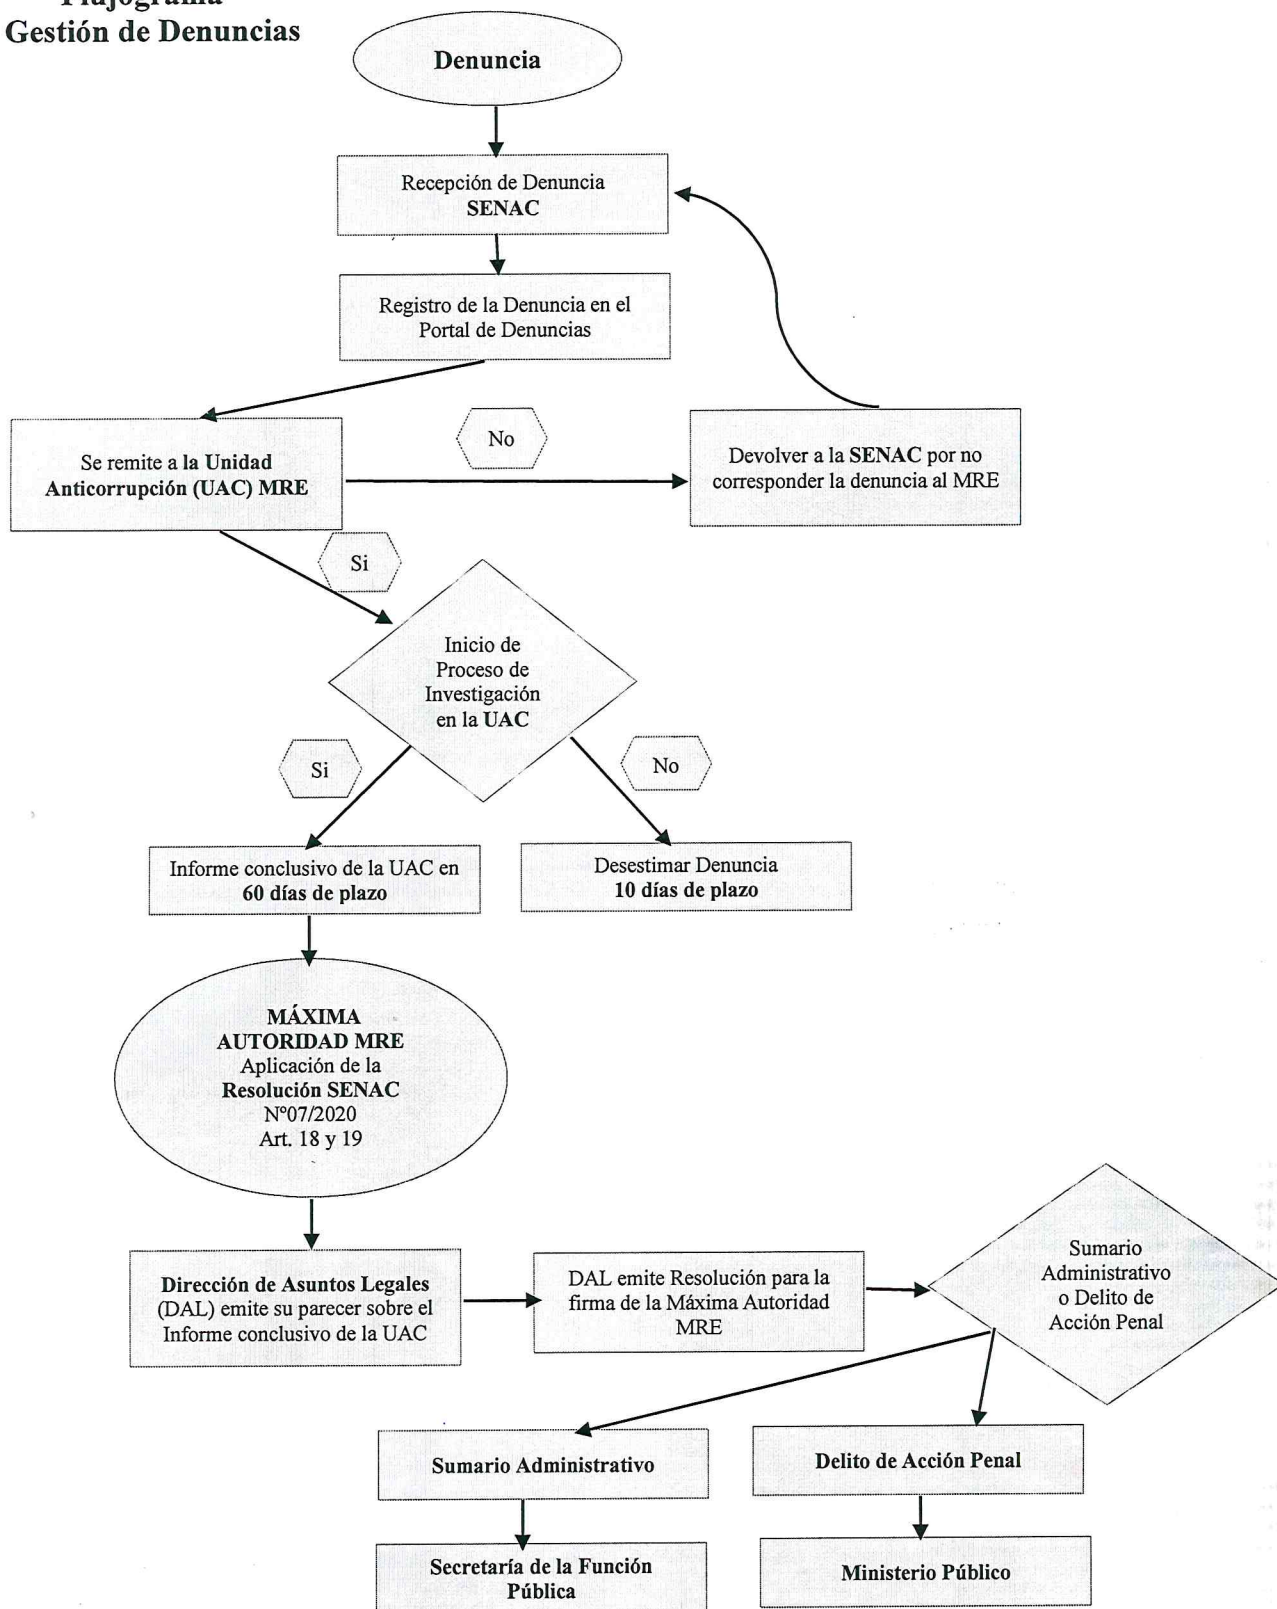 Flujograma
Gestión de Denuncias
Denuncia
Recepción de Denuncia
SENAC
Registro de la Denuncia en el
Portal de Denuncias
Se remite a la Unidad
Anticorrupción (UAC) MRE
No
Devolver a la SENAC por no
corresponder la denuncia al MRE
Si
Inicio de
Proceso de
Investigación
en la UAC
Si
No
Informe conclusivo de la UAC en
60 días de plazo
Desestimar Denuncia
10 días de plazo
MÁXIMA
AUTORIDAD MRE
Aplicación de la
Resolución SENAC
Nº07/2020
Art. 18 y 19
Dirección de Asuntos Legales
(DAL) emite su parecer sobre el
Informe conclusivo de la UAC
DAL emite Resolución para la
firma de la Máxima Autoridad
MRE
Sumario
Administrativo
o Delito de
Acción Penal
Sumario Administrativo
Delito de Acción Penal
Secretaría de la Función
Pública
Ministerio Público